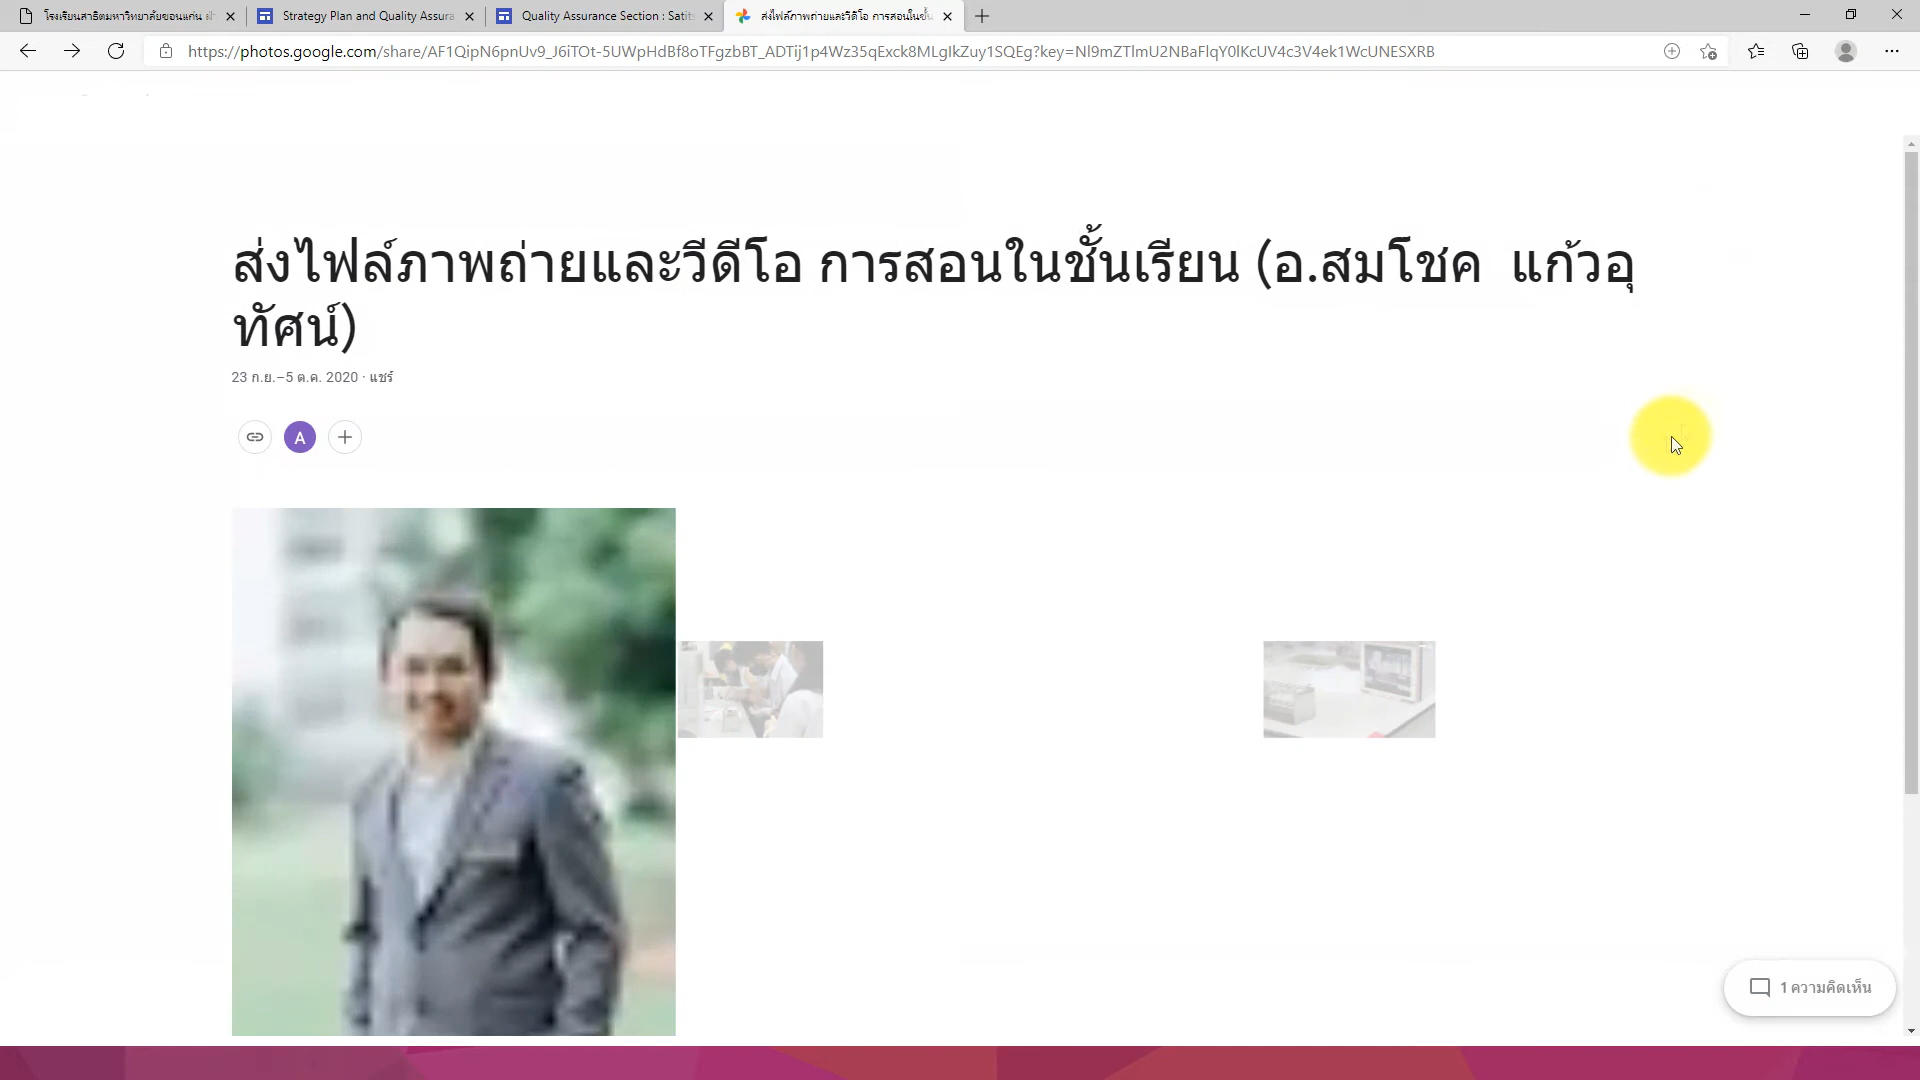 โรงเรียนสาธิตมหาวิทยาลัยขอนแก่น ฝ่
Strategy Plan and Quality Assura
Quality Assurance Section : Satit
ส่งไฟล์ภาพถ่ายและวีดีโอ การสอนในชั้น
https://photos.google.com/share/AF1QipN6pnUv9_J6iTOt-5UWpHdBf8oTFgzbBT_ADTij1p4Wz35qExck8MLgIkZuy1SQEg?key=Nl9mZTlmU2NBaFlqY0lKcUV4c3V4ek1WcUNESXRB
ส่งไฟล์ภาพถ่ายและวีดีโอ การสอนในชั้นเรียน (อ.สมโชค แก้วอุ
ทัศน์)
23 ก.ย.–5 ต.ค. 2020 · แชร์
A
1 ความคิดเห็น